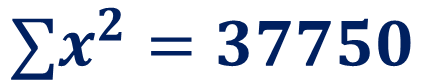 ∑x² = 37750